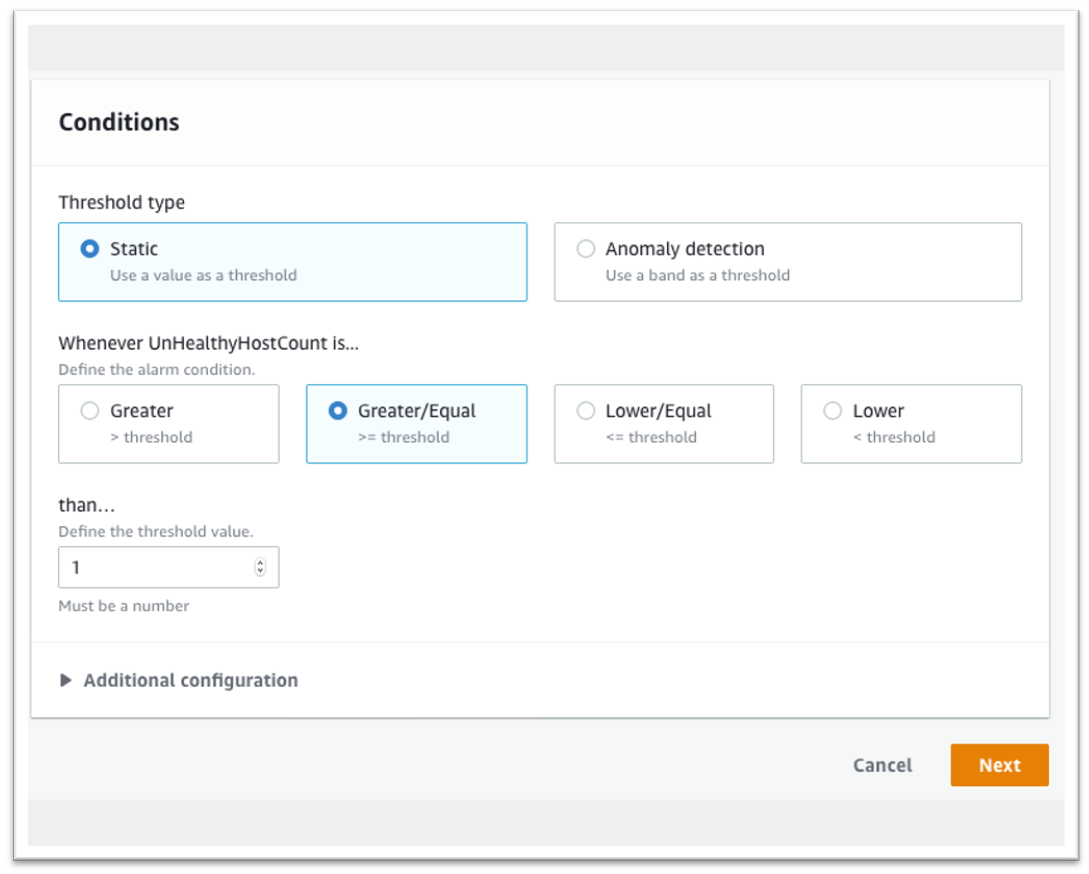 Conditions
Threshold type
Static
Use a value as a threshold
Anomaly detection
Use a band as a threshold
Whenever UnHealthyHostCount is...
Define the alarm condition.
Greater
> threshold
Greater/Equal
>= threshold
Lower/Equal
<= threshold
Lower
< threshold
than...
Define the threshold value.
1
Must be a number
Additional configuration
Cancel
Next